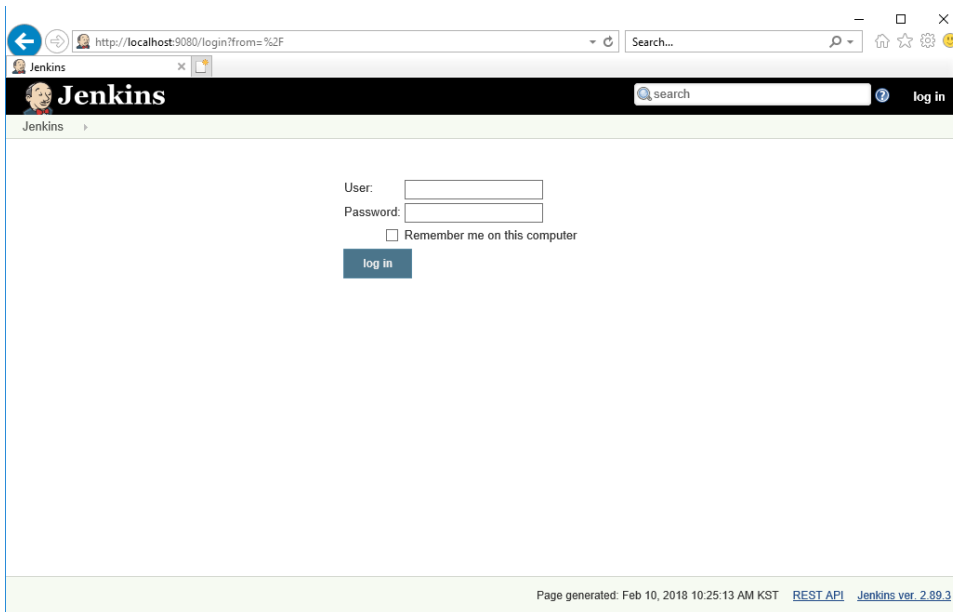 http://localhost:9080/login?from=%2F
Search...
Jenkins
Jenkins
search
log in
Jenkins
User:
Password:
Remember me on this computer
log in
Page generated: Feb 10, 2018 10:25:13 AM KST REST API Jenkins ver. 2.89.3